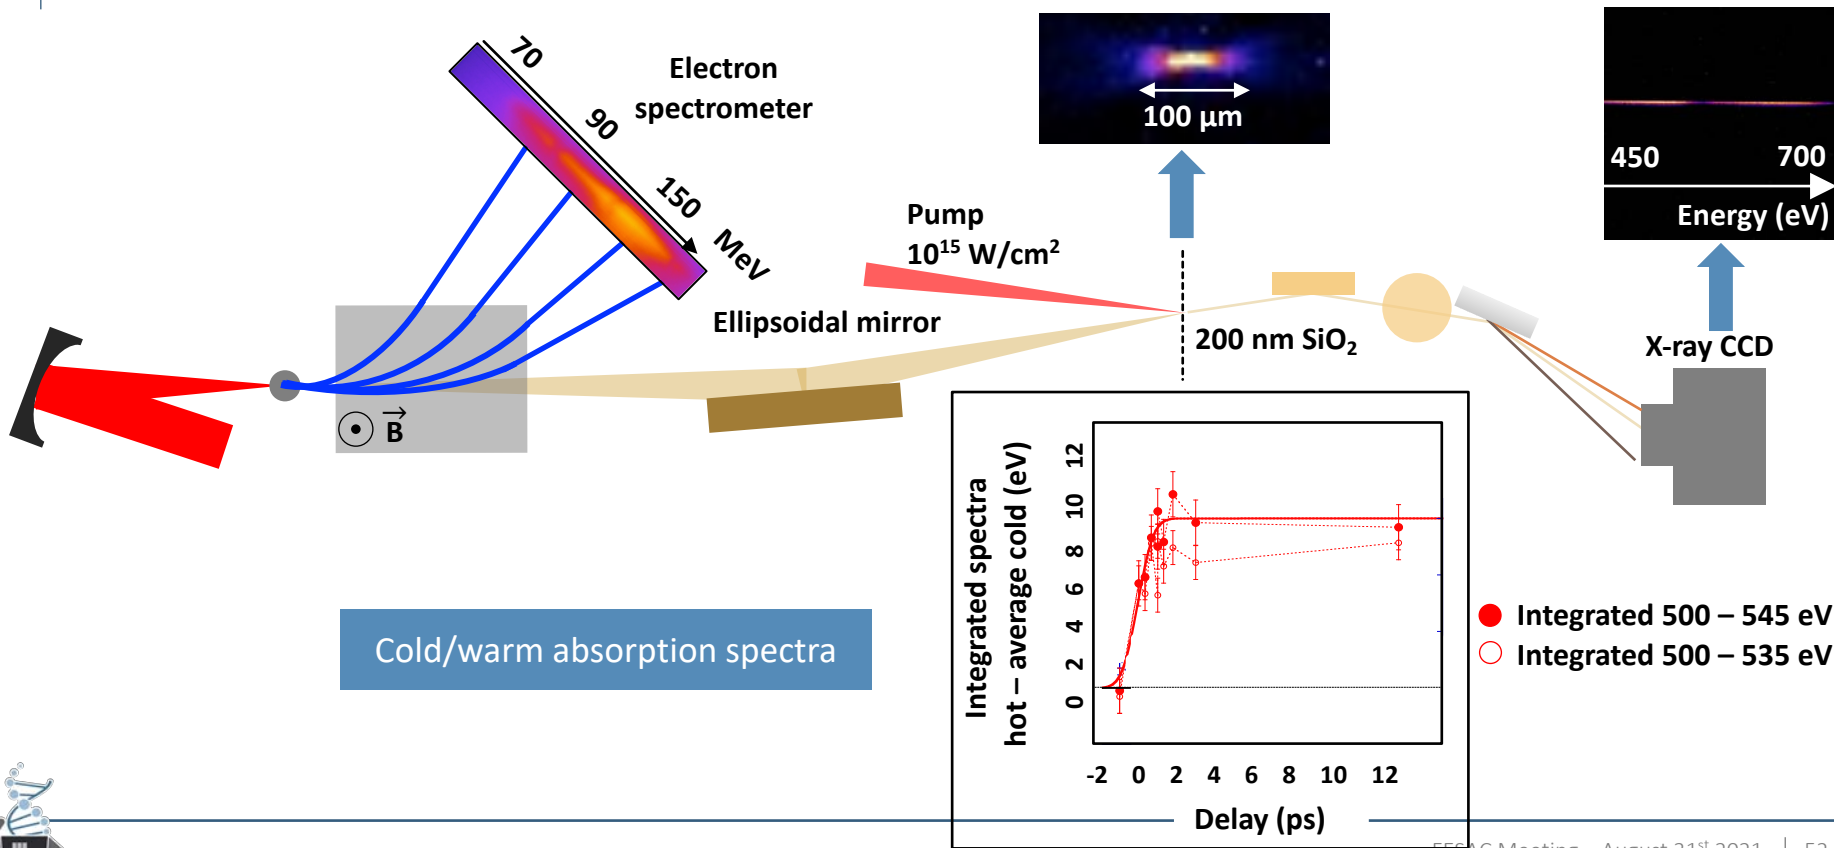 70
90
150
MeV
Electron
spectrometer
100 µm
450 700
Energy (eV)
Pump
10¹⁵ W/cm²
Ellipsoidal mirror
200 nm SiO₂
X-ray CCD
B
Integrated spectra
hot – average cold (eV)
12
10
8
6
4
2
0
-2 0 2 4 6 8 10 12
Delay (ps)
Integrated 500 – 545 eV
Integrated 500 – 535 eV
Cold/warm absorption spectra